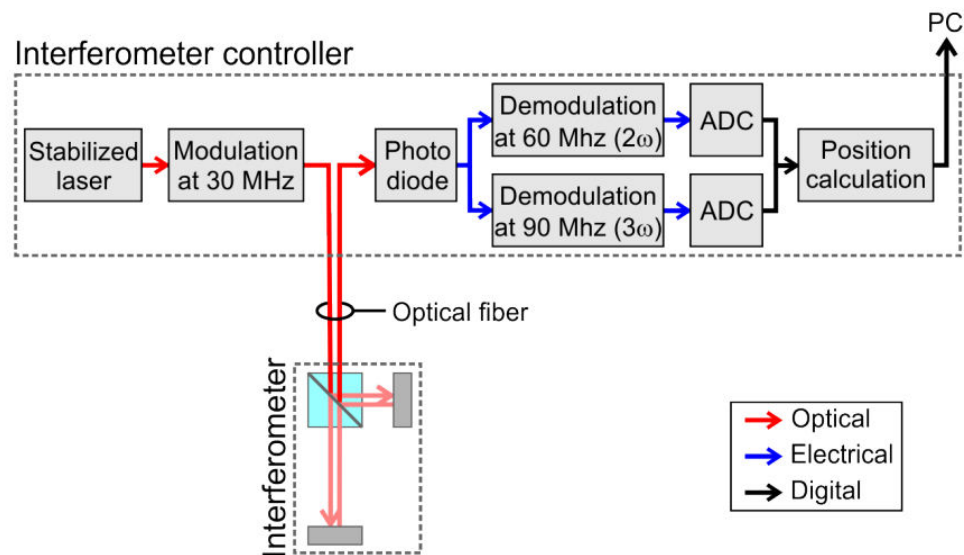 PC
Interferometer controller
Stabilized
laser
Modulation
at 30 MHz
Photo
diode
Demodulation
at 60 Mhz (2ω)
ADC
Demodulation
at 90 Mhz (3ω)
ADC
Position
calculation
Optical fiber
Interferometer
Optical
Electrical
Digital